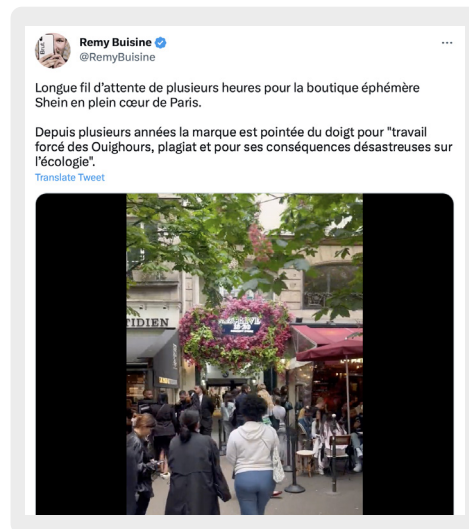 Remy Buisine
@RemyBuisine
Longue fil d'attente de plusieurs heures pour la boutique éphémère
Shein en plein cœur de Paris.
Depuis plusieurs années la marque est pointée du doigt pour "travail
forcé des Ouighours, plagiat et pour ses conséquences désastreuses sur
l'écologie".
Translate Tweet
TIDIEN